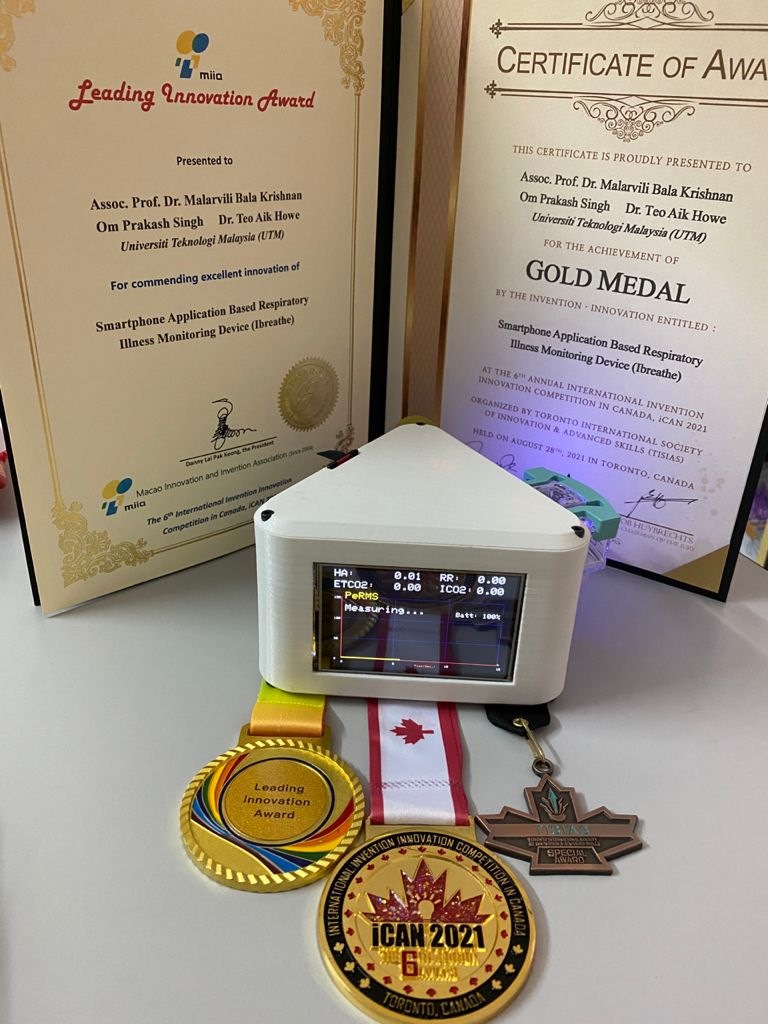 miia
Leading Innovation Award
Presented to
Assoc. Prof. Dr. Malarvili Bala Krishnan
Om Prakash Singh Dr. Teo Aik Howe
Universiti Teknologi Malaysia (UTM)
For commending excellent innovation of
Smartphone Application Based Respiratory
Illness Monitoring Device (Ibreathe)
Danny Lai Pak Keong, the President
miia
Macao Innovation and Invention Association (Since 2004)
The 6th International Invention Innovation
Competition in Canada, iCAN
CERTIFICATE OF AWA
THIS CERTIFICATE IS PROUDLY PRESENTED TO
Assoc. Prof. Dr. Malarvili Bala Krishnan
Om Prakash Singh Dr. Teo Aik Howe
Universiti Teknologi Malaysia (UTM)
FOR THE ACHIEVEMENT OF
GOLD MEDAL
BY THE INVENTION - INNOVATION ENTITLED :
Smartphone Application Based Respiratory
Illness Monitoring Device (Ibreathe)
AT THE 6TH ANNUAL INTERNATIONAL INVENTION
INNOVATION COMPETITION IN CANADA, iCAN 2021
ORGANIZED BY TORONTO INTERNATIONAL SOCIETY
OF INNOVATION & ADVANCED SKILLS (TISIAS)
HELD ON AUGUST 28TH, 2021 IN TORONTO, CANADA
OB HUYBRECHTS
CHAIRMAN OF THE JURY
HA: 0.01 RR: 0.00
ETCO2: 0.00 ICO2: 0.00
PeRMS
Measuring... Batt: 100%
Leading
Innovation
Award
INTERNATIONAL INVENTION INNOVATION COMPETITION IN CANADA
iCAN 2021
6
TORONTO, CANADA
SPECIAL
AWARD